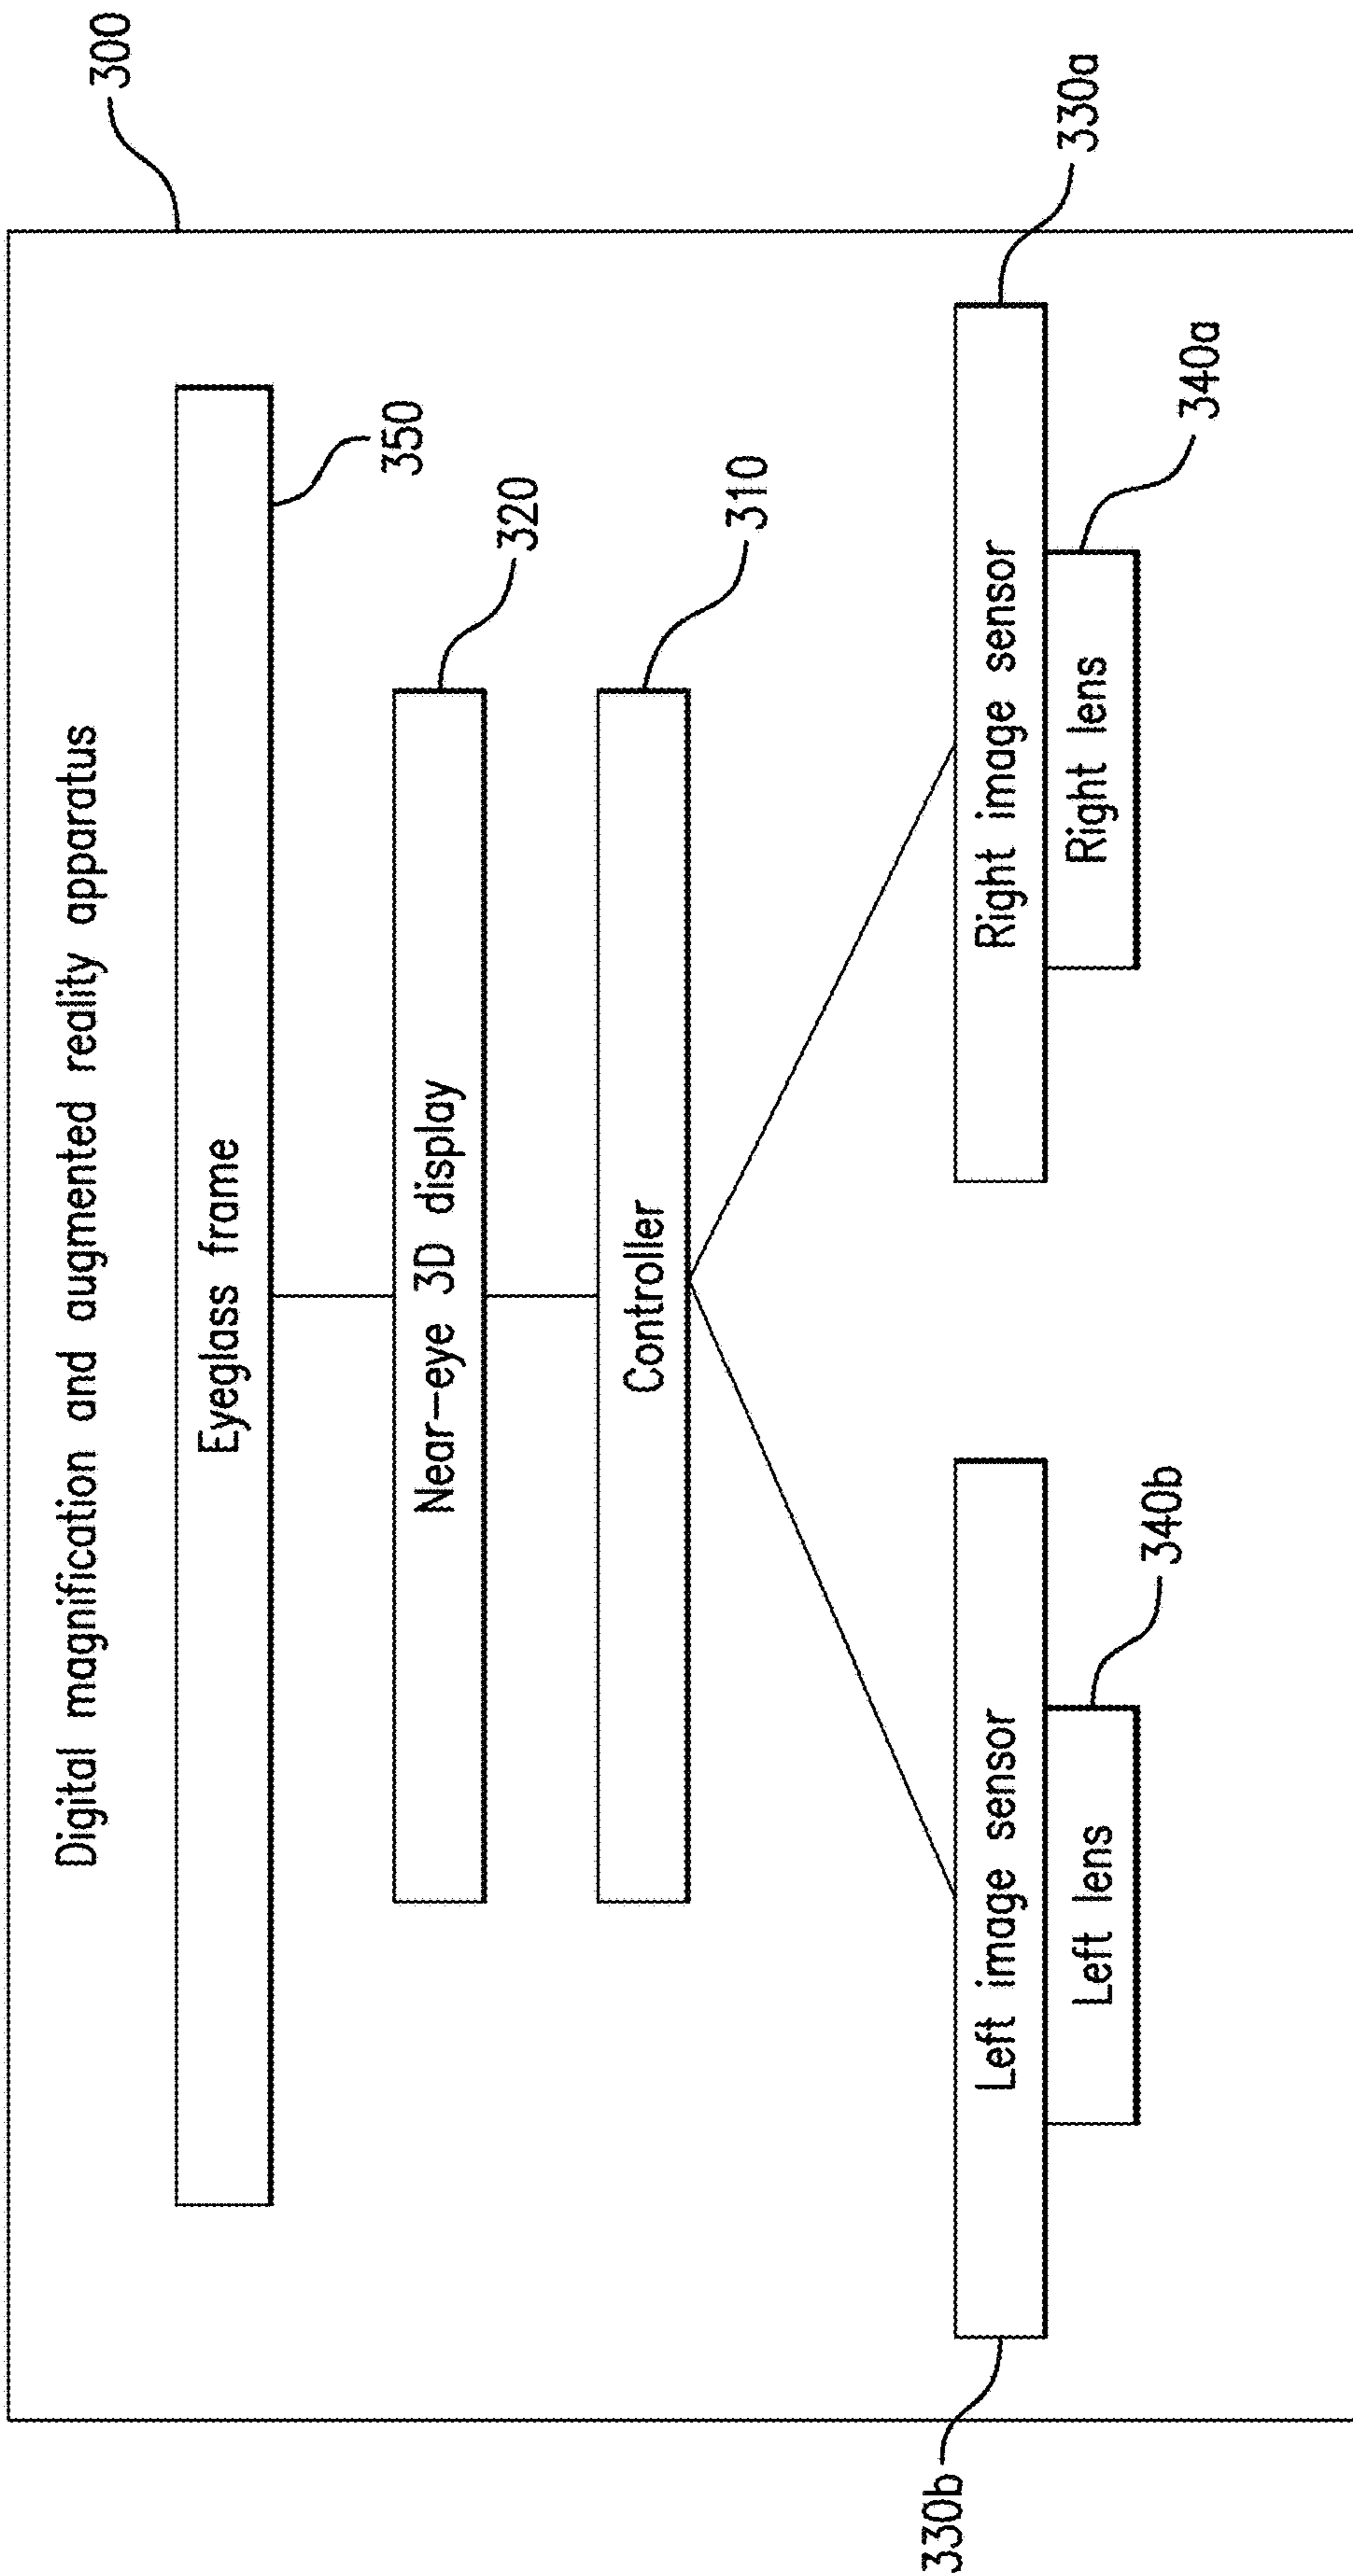 300
Digital magnification and augmented reality apparatus
Eyeglass frame
350
Near-eye 3D display
320
Controller
310
330b
Left image sensor
Right image sensor
330a
Left lens
340b
Right lens
340a